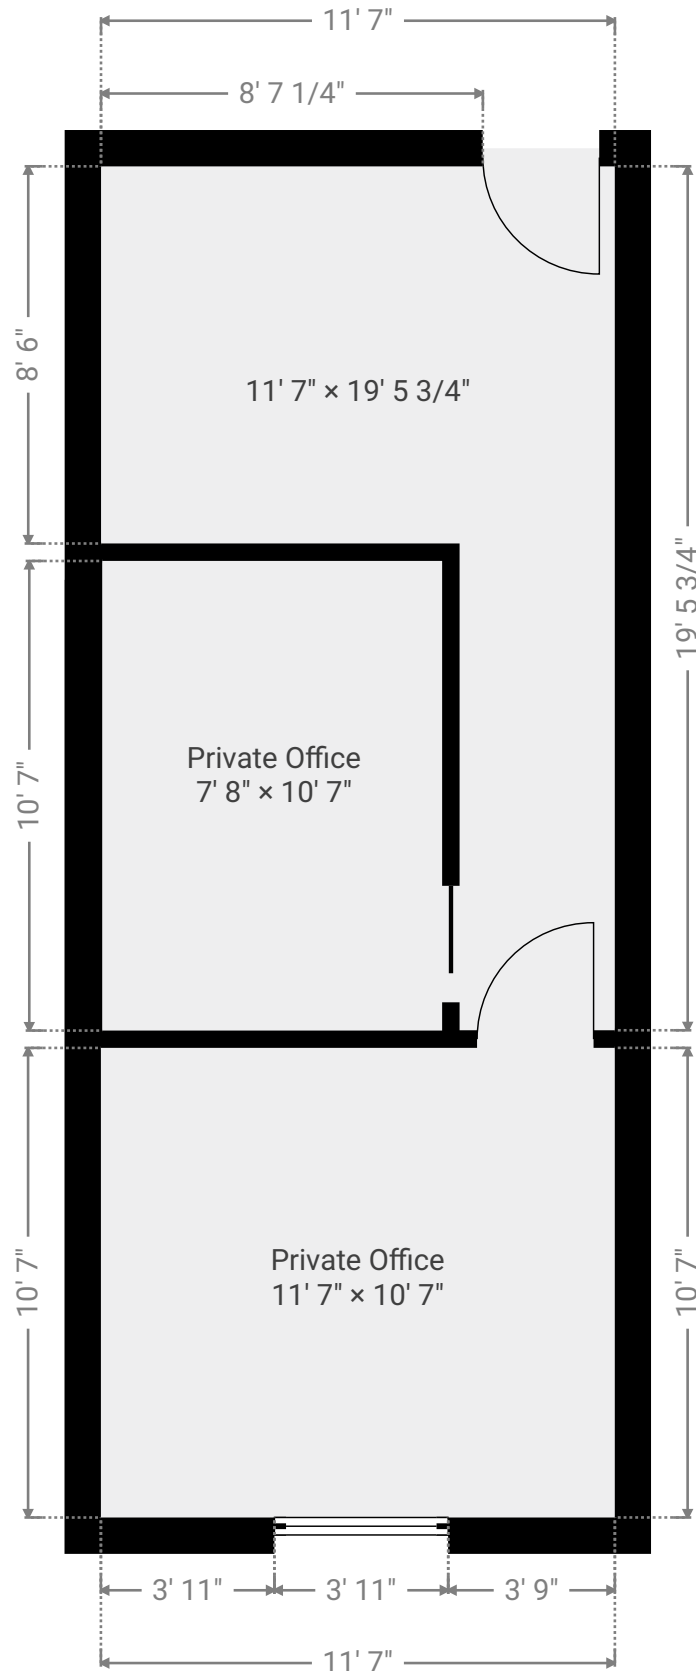 11' 7"
8' 7 1/4"
8' 6"
11' 7" × 19' 5 3/4"
19' 5 3/4"
10' 7"
Private Office
7' 8" × 10' 7"
Private Office
11' 7" × 10' 7"
10' 7"
10' 7"
3' 11"
3' 11"
3' 9"
11' 7"